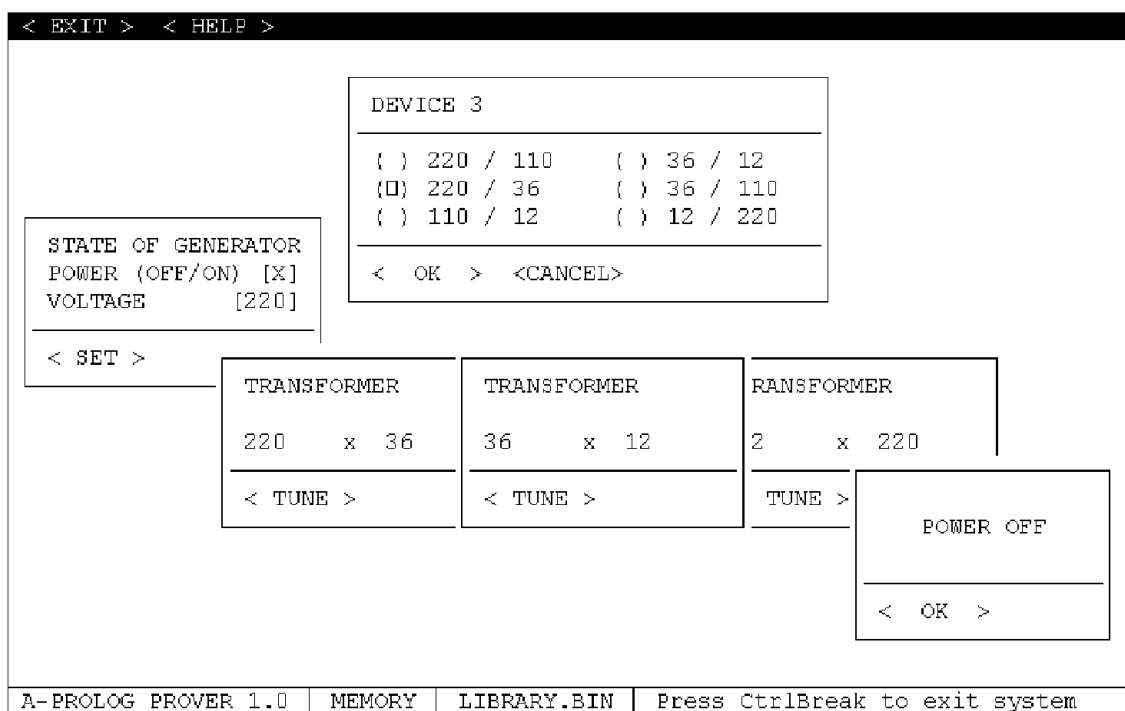 < EXIT > < HELP >
DEVICE 3
( ) 220 / 110 ( ) 36 / 12
(□) 220 / 36 ( ) 36 / 110
( ) 110 / 12 ( ) 12 / 220
< OK > <CANCEL>
STATE OF GENERATOR
POWER (OFF/ON) [X]
VOLTAGE [220]
< SET >
TRANSFORMER
220 x 36
< TUNE >
TRANSFORMER
36 x 12
< TUNE >
RANSFORMER
2 x 220
TUNE >
POWER OFF
< OK >
A-PROLOG PROVER 1.0 | MEMORY | LIBRARY.BIN | Press CtrlBreak to exit system